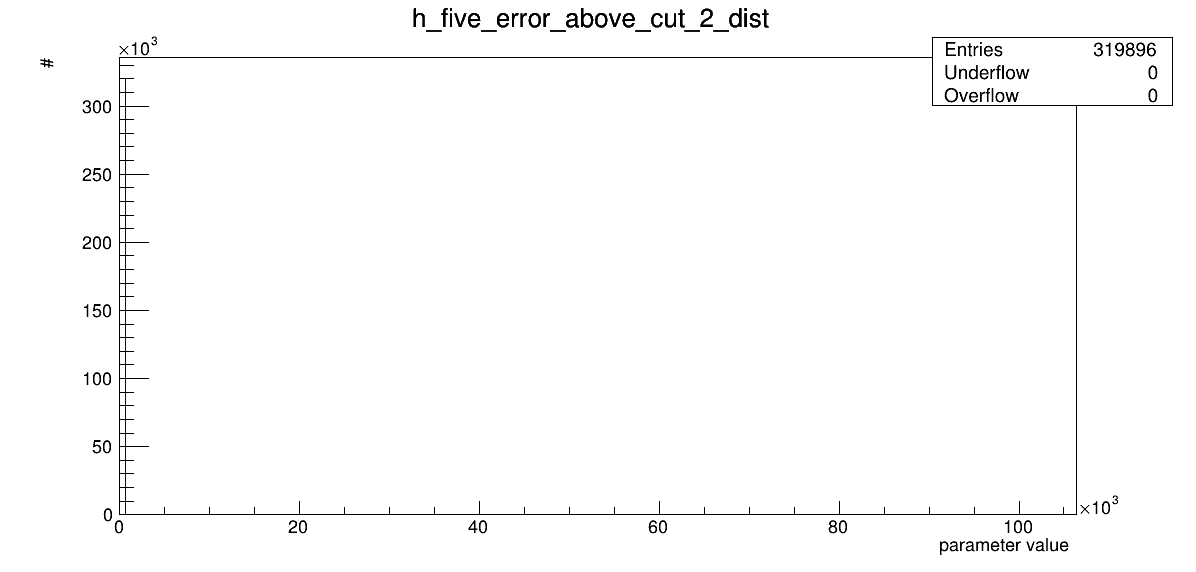 h_five_error_above_cut_2_dist
×10³
#
Entries 319896
Underflow 0
Overflow 0
300
250
200
150
100
50
0
0 20 40 60 80 100
×10³
parameter value